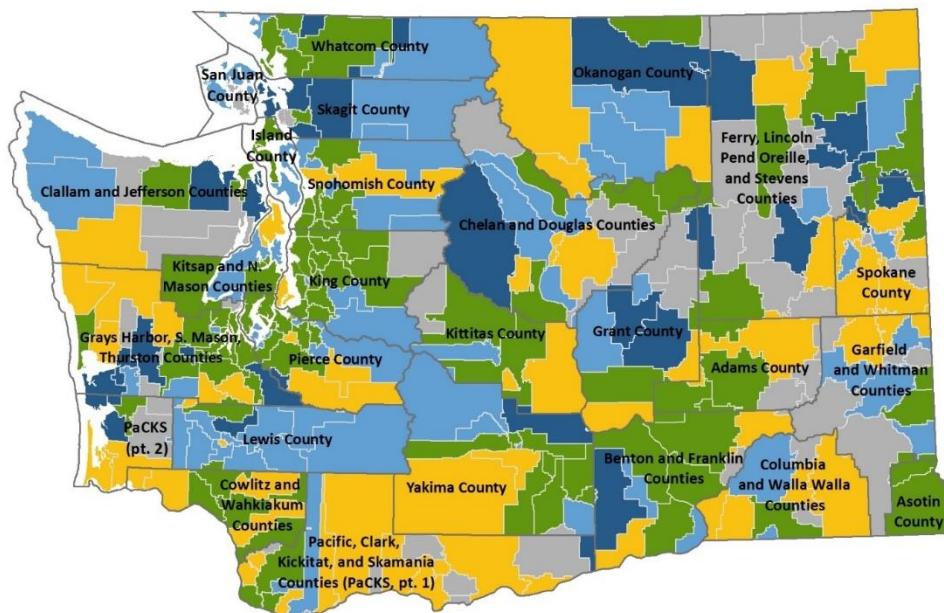 Whatcom County
San Juan
County
Skagit County
Island
County
Okanogan County
Ferry, Lincoln
Pend Oreille,
and Stevens
Counties
Clallam and Jefferson Counties
Snohomish County
Chelan and Douglas Counties
Kitsap and N.
Mason Counties
King County
Spokane
County
Grays Harbor, S. Mason,
Thurston Counties
Kittitas County
Grant County
Pierce County
Adams County
Garfield
and Whitman
Counties
PaCKS
(pt. 2)
Lewis County
Benton and Franklin
Counties
Columbia
and Walla Walla
Counties
Yakima County
Cowlitz and
Wahkiakum
Counties
Asotin
County
Pacific, Clark,
Kickitat, and Skamania
Counties (PaCKS, pt. 1)